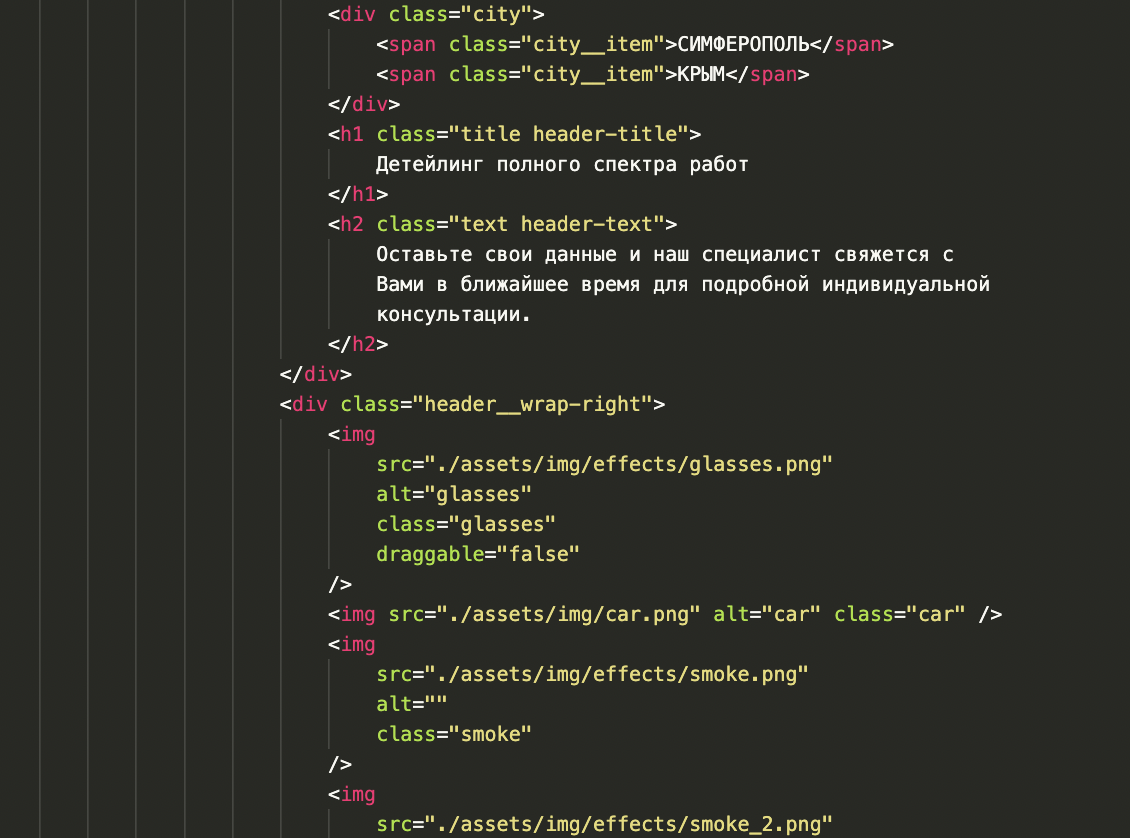 <div class="city">
<span class="city__item">СИМФЕРОПОЛЬ</span>
<span class="city__item">КРЫМ</span>
</div>
<h1 class="title header-title">
Детейлинг полного спектра работ
</h1>
<h2 class="text header-text">
Оставьте свои данные и наш специалист свяжется с
Вами в ближайшее время для подробной индивидуальной
консультации.
</h2>
</div>
<div class="header__wrap-right">
<img
src="./assets/img/effects/glasses.png"
alt="glasses"
class="glasses"
draggable="false"
/>
<img src="./assets/img/car.png" alt="car" class="car" />
<img
src="./assets/img/effects/smoke.png"
alt=""
class="smoke"
/>
<img
src="./assets/img/effects/smoke_2.png"